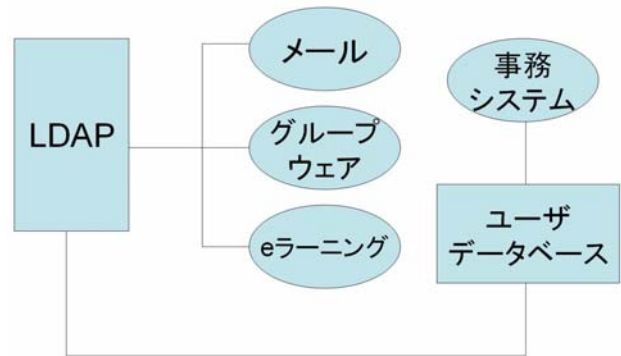 LDAP
メール
グループ
ウェア
eラーニング
事務
システム
ユーザ
データベース